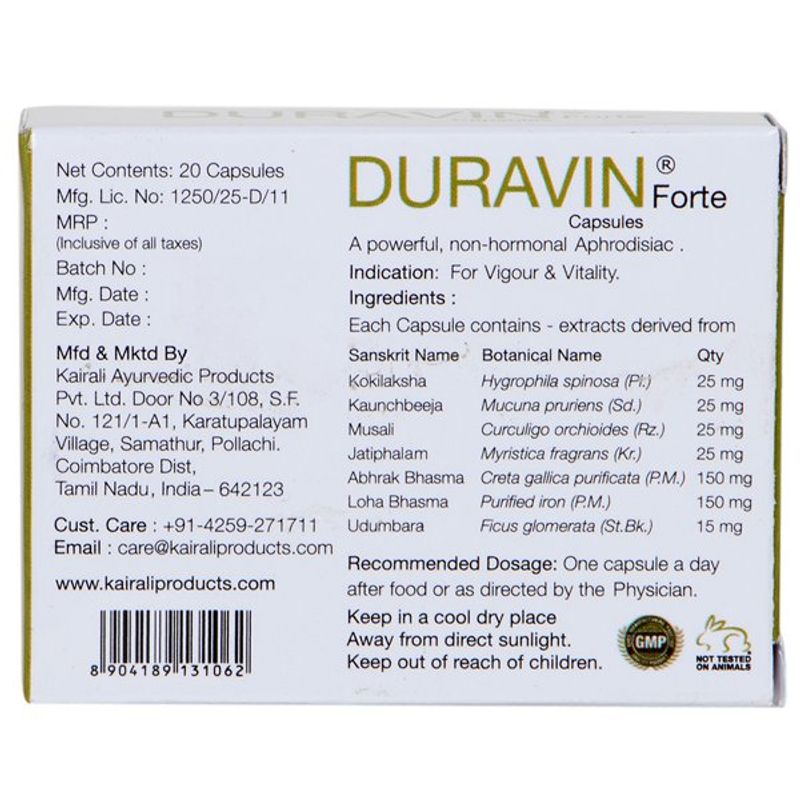 DURAVIN
Net Contents: 20 Capsules
Mfg. Lic. No: 1250/25-D/11
MRP :
(Inclusive of all taxes)
Batch No :
Mfg. Date :
Exp. Date :
Mfd & Mktd By
Kairali Ayurvedic Products
Pvt. Ltd. Door No 3/108, S.F.
No. 121/1-A1, Karatupalayam
Village, Samathur, Pollachi.
Coimbatore Dist,
Tamil Nadu, India – 642123
Cust. Care : +91-4259-271711
Email : care@kairaliproducts.com
www.kairaliproducts.com
8 904189 131062
DURAVIN® Forte
Capsules
A powerful, non-hormonal Aphrodisiac .
Indication: For Vigour & Vitality.
Ingredients :
Each Capsule contains - extracts derived from
Sanskrit Name Botanical Name Qty
Kokilaksha Hygrophila spinosa (Pl.) 25 mg
Kaunchbeeja Mucuna pruriens (Sd.) 25 mg
Musali Curculigo orchioides (Rz.) 25 mg
Jatiphalam Myristica fragrans (Kr.) 25 mg
Abhrak Bhasma Creta gallica purificata (P.M.) 150 mg
Loha Bhasma Purified iron (P.M.) 150 mg
Udumbara Ficus glomerata (St.Bk.) 15 mg
Recommended Dosage: One capsule a day
after food or as directed by the Physician.
Keep in a cool dry place
Away from direct sunlight.
Keep out of reach of children.
GMP
NOT TESTED
ON ANIMALS